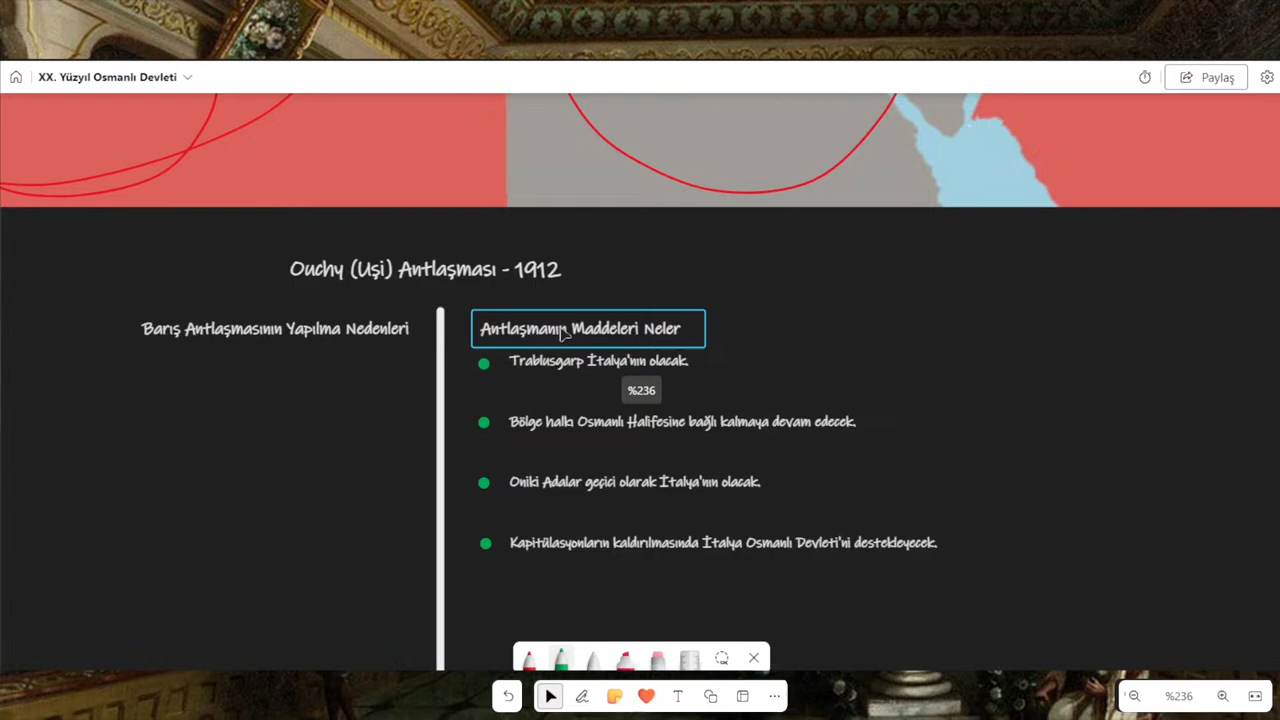 XX. Yüzyıl Osmanlı Devleti
Paylaş
Ouchy (Uşi) Antlaşması - 1912
Barış Antlaşmasının Yapılma Nedenleri
Antlaşmanın Maddeleri Neler
Trablusgarp İtalya'nın olacak.
%236
Bölge halkı Osmanlı Halifesine bağlı kalmaya devam edecek.
Oniki Adalar geçici olarak İtalya'nın olacak.
Kapitülasyonların kaldırılmasında İtalya Osmanlı Devleti'ni destekleyecek.
%236